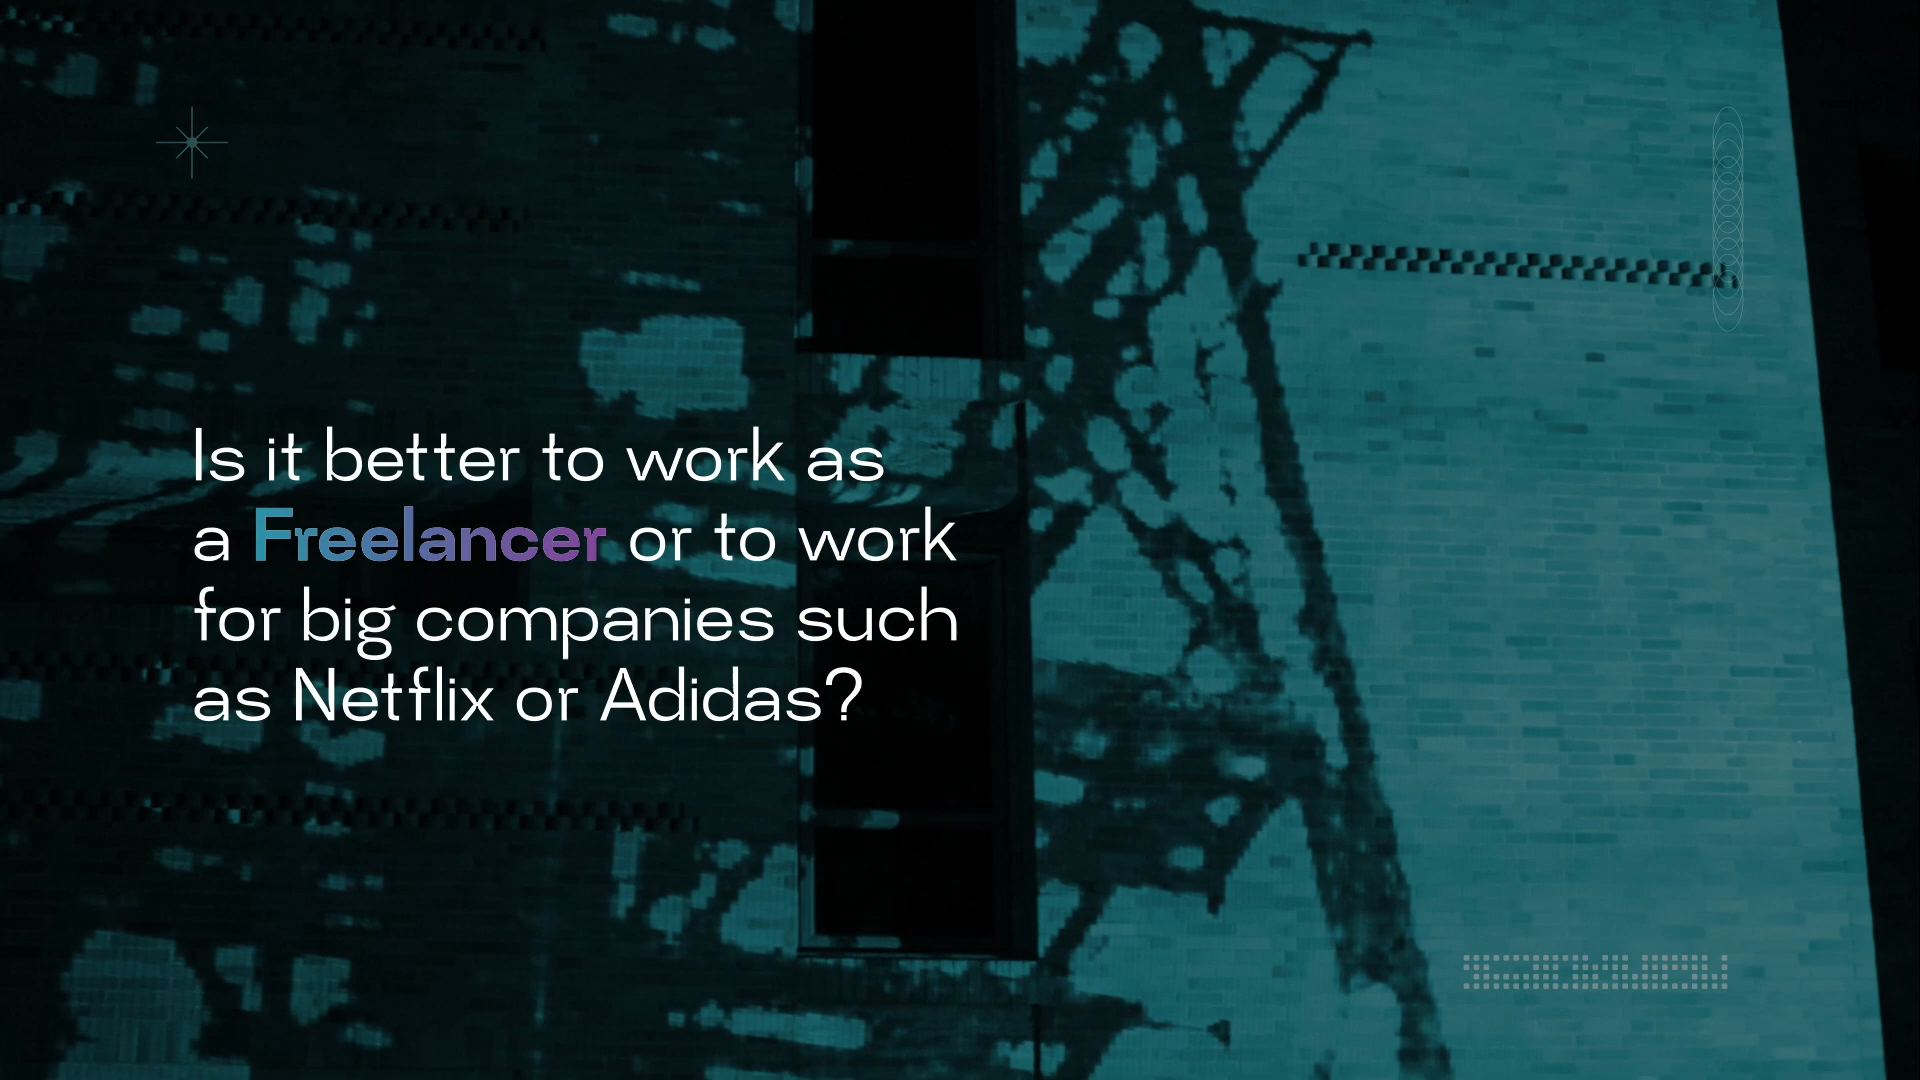 Is it better to work as
a Freelancer or to work
for big companies such
as Netflix or Adidas?